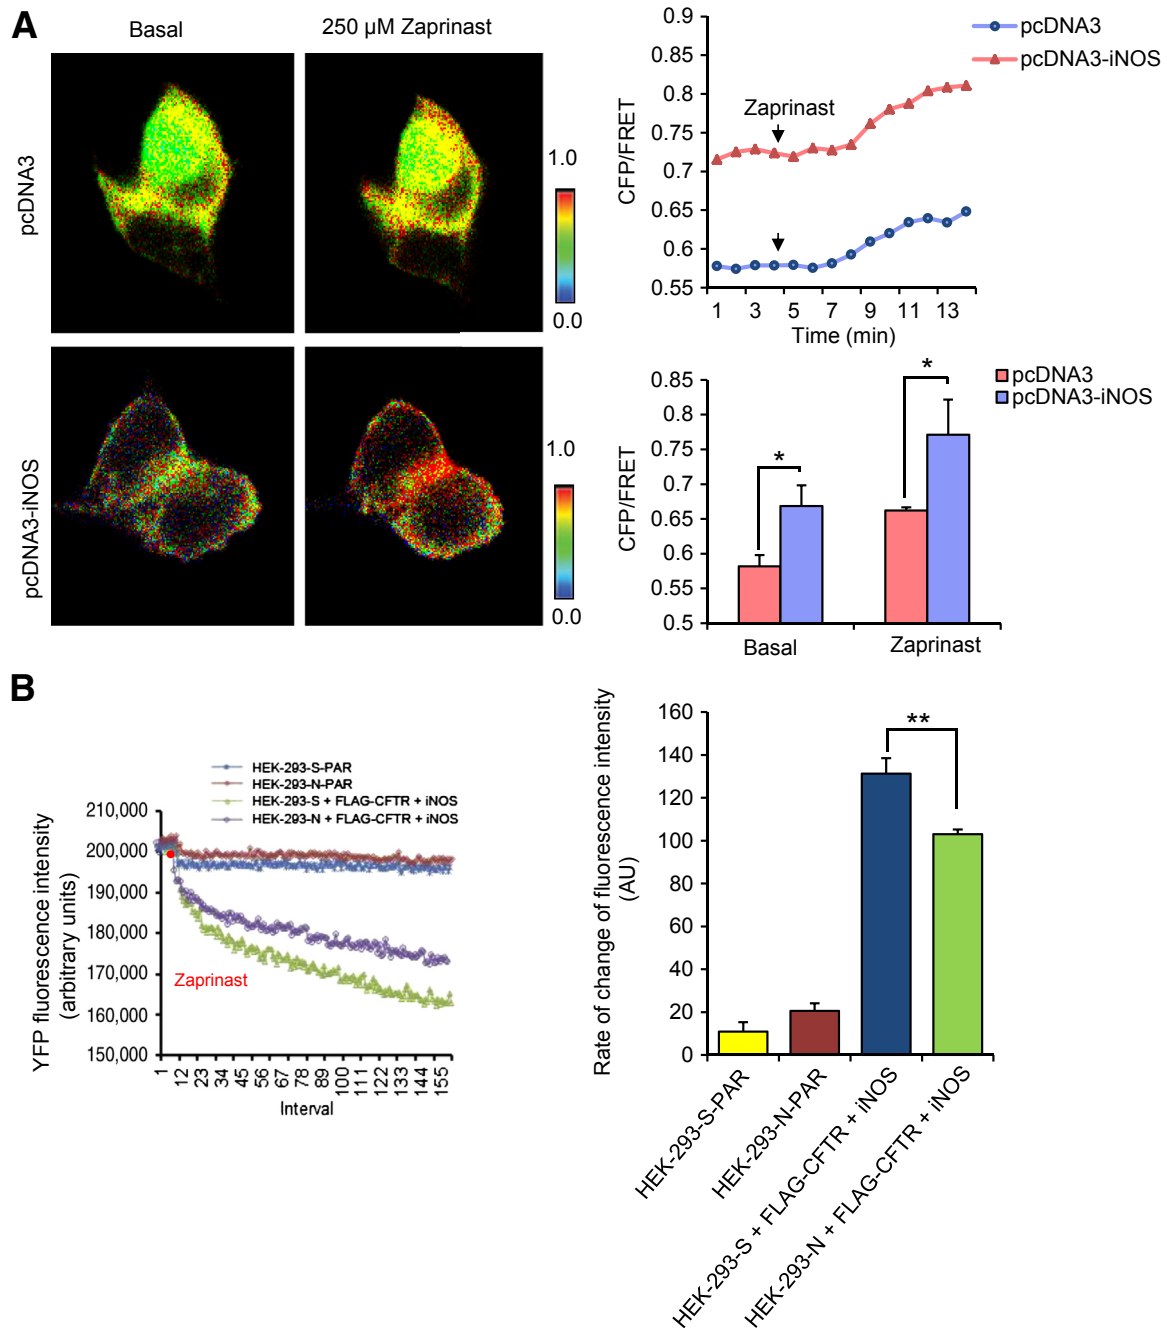 A
Basal
250 µM Zaprinast
pcDNA3
1.0
0.0
pcDNA3-iNOS
1.0
0.0
CFP/FRET
0.9
0.85
0.8
0.75
0.7
0.65
0.6
0.55
Zaprinast
pcDNA3
pcDNA3-iNOS
1 3 5 7 9 11 13
Time (min)
CFP/FRET
0.85
0.8
0.75
0.7
0.65
0.6
0.55
0.5
*
*
pcDNA3
pcDNA3-iNOS
Basal
Zaprinast
B
HEK-293-S-PAR
HEK-293-N-PAR
HEK-293-S + FLAG-CFTR + iNOS
HEK-293-N + FLAG-CFTR + iNOS
YFP fluorescence intensity
(arbitrary units)
210,000
200,000
190,000
180,000
170,000
160,000
150,000
Zaprinast
1 12 23 34 45 56 67 78 89 100 111 122 133 144 155
Interval
Rate of change of fluorescence intensity
(AU)
160
140
120
100
80
60
40
20
0
**
HEK-293-S-PAR
HEK-293-N-PAR
HEK-293-S + FLAG-CFTR + iNOS
HEK-293-N + FLAG-CFTR + iNOS